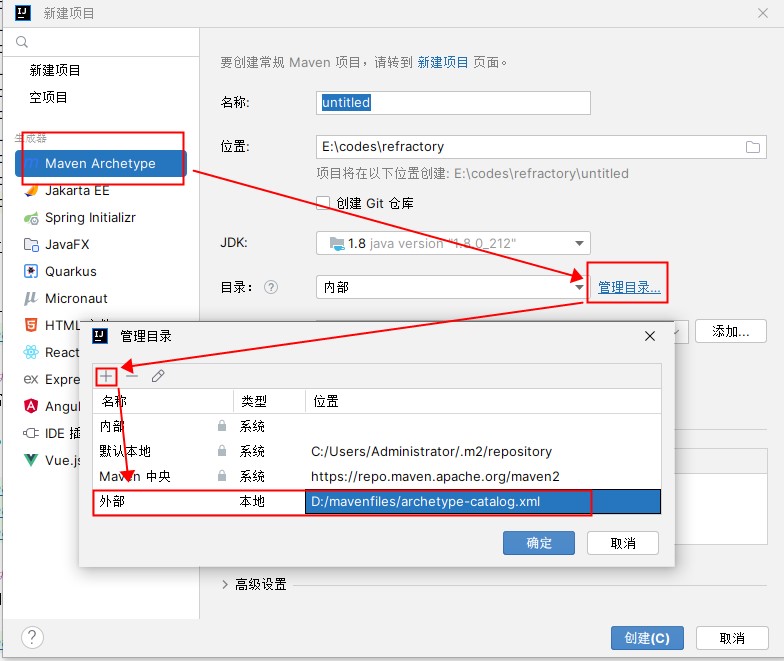 新建项目
新建项目
空项目
生成器
Maven Archetype
Jakarta EE
Spring Initializr
JavaFX
Quarkus
Micronaut
HTML
React
Expre
Angul
IDE 插
Vue.js
要创建常规 Maven 项目，请转到 新建项目 页面。
名称:
untitled
位置:
E:\codes\refractory
项目将在以下位置创建: E:\codes\refractory\untitled
创建 Git 仓库
JDK:
1.8 java version "1.8.0_212"
目录:
?
内部
管理目录...
添加...
管理目录
名称 类型 位置
内部 系统
默认本地 系统 C:/Users/Administrator/.m2/repository
Maven 中央 系统 https://repo.maven.apache.org/maven2
外部 本地 D:/mavenfiles/archetype-catalog.xml
确定 取消
高级设置
?
创建(C) 取消